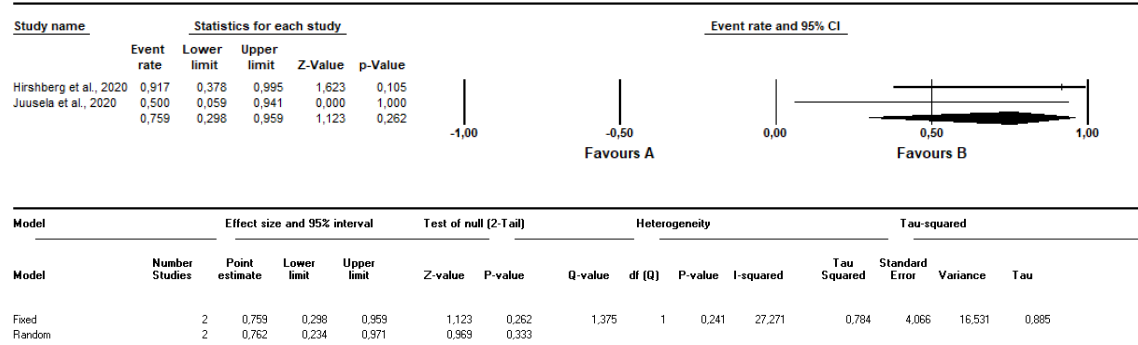 Study name Statistics for each study Event rate and 95% CI
Event Lower Upper
rate limit limit Z-Value p-Value
Hirshberg et al., 2020 0,917 0,378 0,995 1,623 0,105
Juusela et al., 2020 0,500 0,059 0,941 0,000 1,000
0,759 0,298 0,959 1,123 0,262
-1,00 -0,50 0,00 0,50 1,00
Favours A Favours B
Model Effect size and 95% interval Test of null (2-Tail) Heterogeneity Tau-squared
Number Point Lower Upper Tau Standard
Model Studies estimate limit limit Z-value P-value Q-value df (Q) P-value I-squared Squared Error Variance Tau
Fixed 2 0,759 0,298 0,959 1,123 0,262 1,375 1 0,241 27,271 0,784 4,066 16,531 0,885
Random 2 0,762 0,234 0,971 0,969 0,333